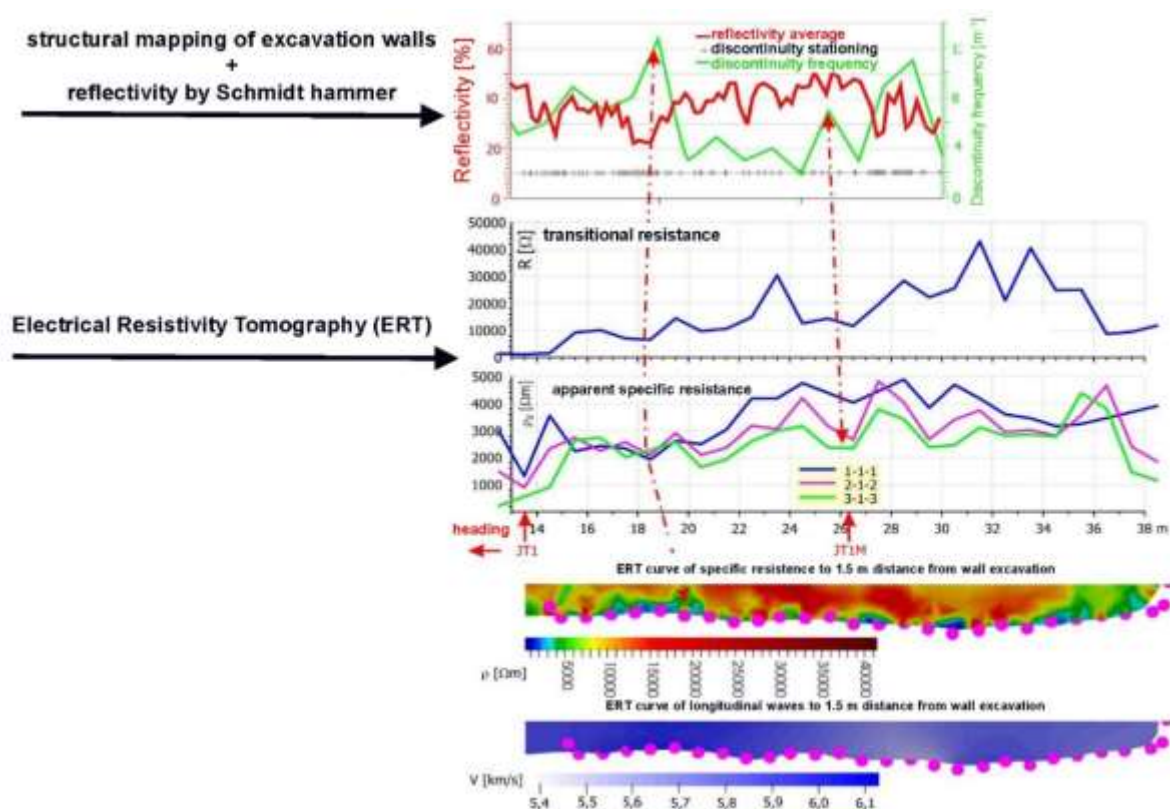 structural mapping of excavation walls
+
reflectivity by Schmidt hammer
Reflectivity [%]
60
40
20
0
reflectivity average
discontinuity stationing
discontinuity frequency
8
4
0
Discontinuity frequency [m⁻¹]
50000
40000
30000
20000
10000
0
R [Ω]
transitional resistance
Electrical Resistivity Tomography (ERT)
5000
4000
3000
2000
1000
[Ωm]
apparent specific resistance
1-1-1
2-1-2
3-1-3
heading
14 16 18 20 22 24 26 28 30 32 34 36 38 m
JT1 JT1M
ERT curve of specific resistence to 1.5 m distance from wall excavation
ρ [Ωm]
5000 10000 15000 20000 25000 30000 35000 40000
ERT curve of longitudinal waves to 1.5 m distance from wall excavation
V [km/s]
5,4 5,5 5,6 5,7 5,8 5,9 6,0 6,1